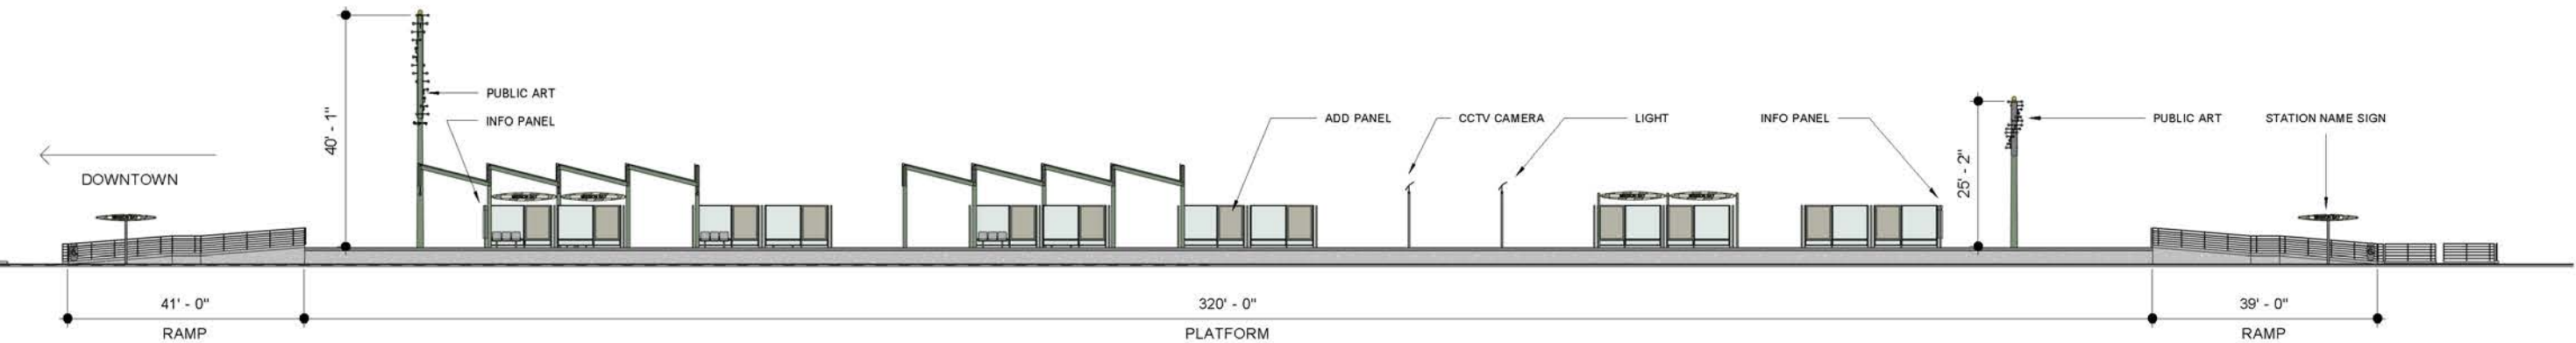 40' - 1"
PUBLIC ART
INFO PANEL
DOWNTOWN
ADD PANEL
CCTV CAMERA
LIGHT
INFO PANEL
25' - 2"
PUBLIC ART
STATION NAME SIGN
41' - 0"
RAMP
320' - 0"
PLATFORM
39' - 0"
RAMP